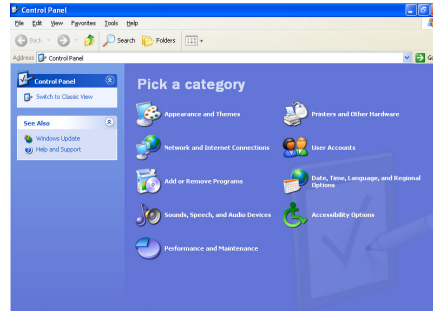 Control Panel
File Edit View Favorites Tools Help
Back Search Folders
Address Control Panel Go
Control Panel
Switch to Classic View
See Also
Windows Update
Help and Support
Pick a category
Appearance and Themes
Printers and Other Hardware
Network and Internet Connections
User Accounts
Add or Remove Programs
Date, Time, Language, and Regional
Options
Sounds, Speech, and Audio Devices
Accessibility Options
Performance and Maintenance